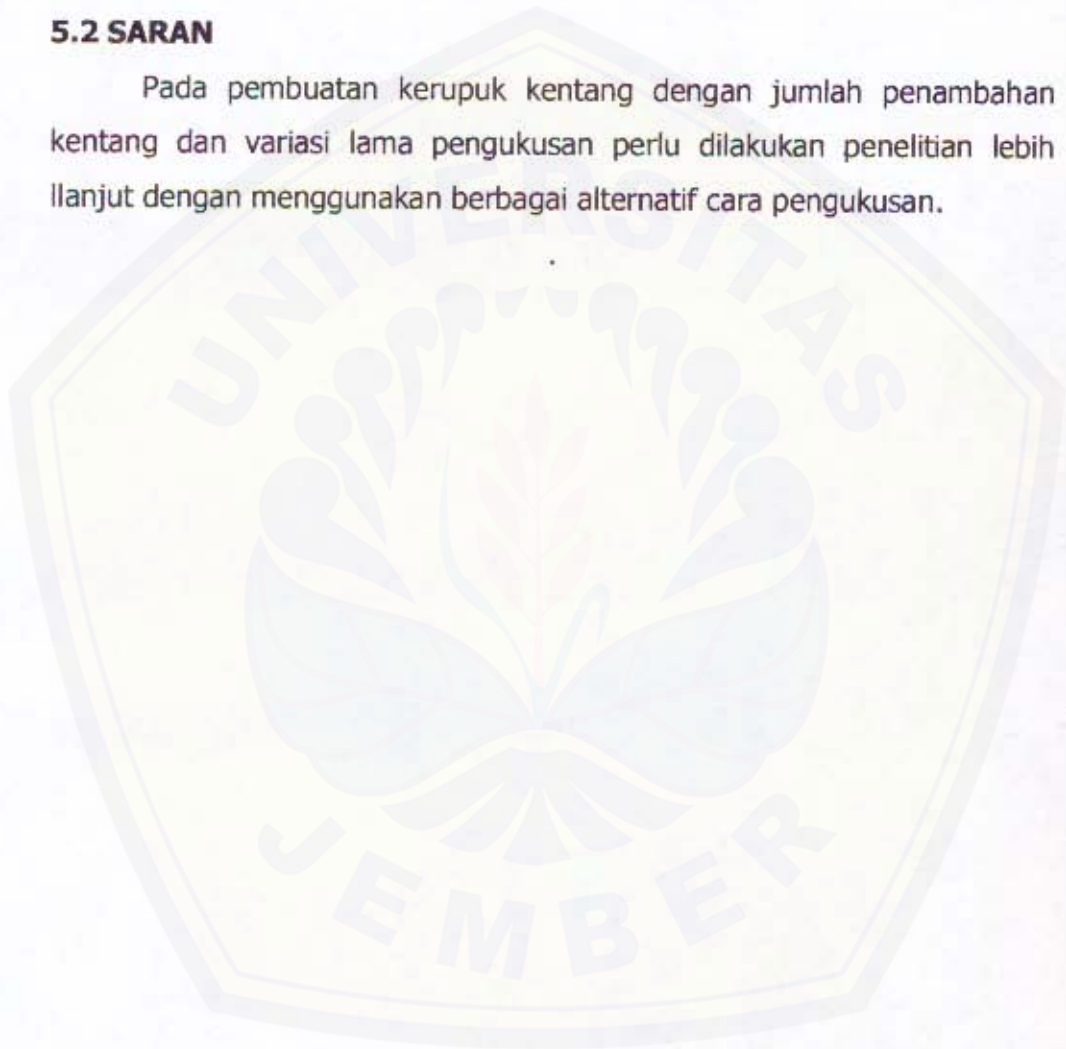 5.2 SARAN
Pada pembuatan kerupuk kentang dengan jumlah penambahan
kentang dan variasi lama pengukusan perlu dilakukan penelitian lebih
llanjut dengan menggunakan berbagai alternatif cara pengukusan.
UNIVERSITAS
JEMBER